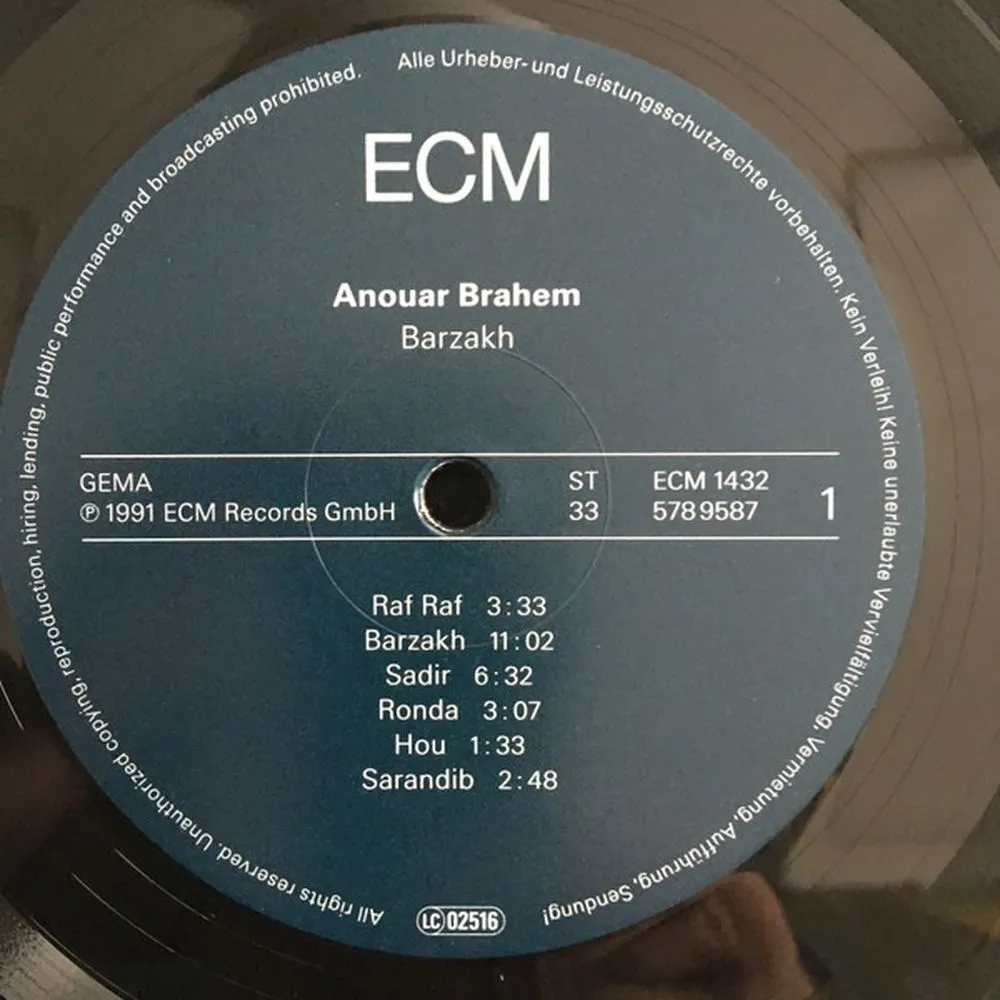 ECM
Anouar Brahem
Barzakh
GEMA
℗ 1991 ECM Records GmbH
ST
33
ECM 1432
5789587
1
Raf Raf 3:33
Barzakh 11:02
Sadir 6:32
Ronda 3:07
Hou 1:33
Sarandib 2:48
LC 02516
All rights reserved. Unauthorized copying, reproduction, hiring, lending, public performance and broadcasting prohibited.
Alle Urheber- und Leistungsschutzrechte vorbehalten. Kein Verleih! Keine unerlaubte Vervielfältigung, Vermietung, Aufführung, Sendung!